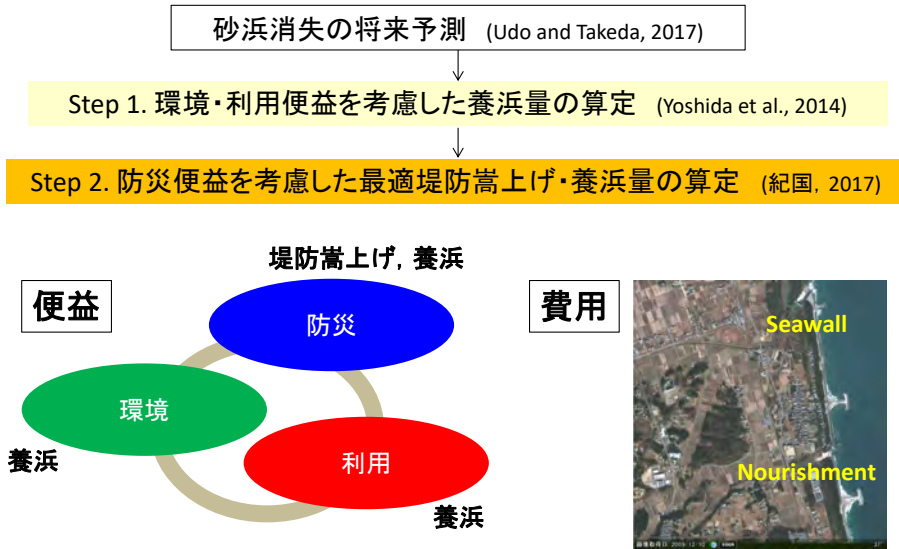 砂浜消失の将来予測 (Udo and Takeda, 2017)
Step 1. 環境・利用便益を考慮した養浜量の算定 (Yoshida et al., 2014)
Step 2. 防災便益を考慮した最適堤防嵩上げ・養浜量の算定 (紀国, 2017)
堤防嵩上げ, 養浜
便益
防災
環境
養浜
利用
養浜
費用
Seawall
Nourishment